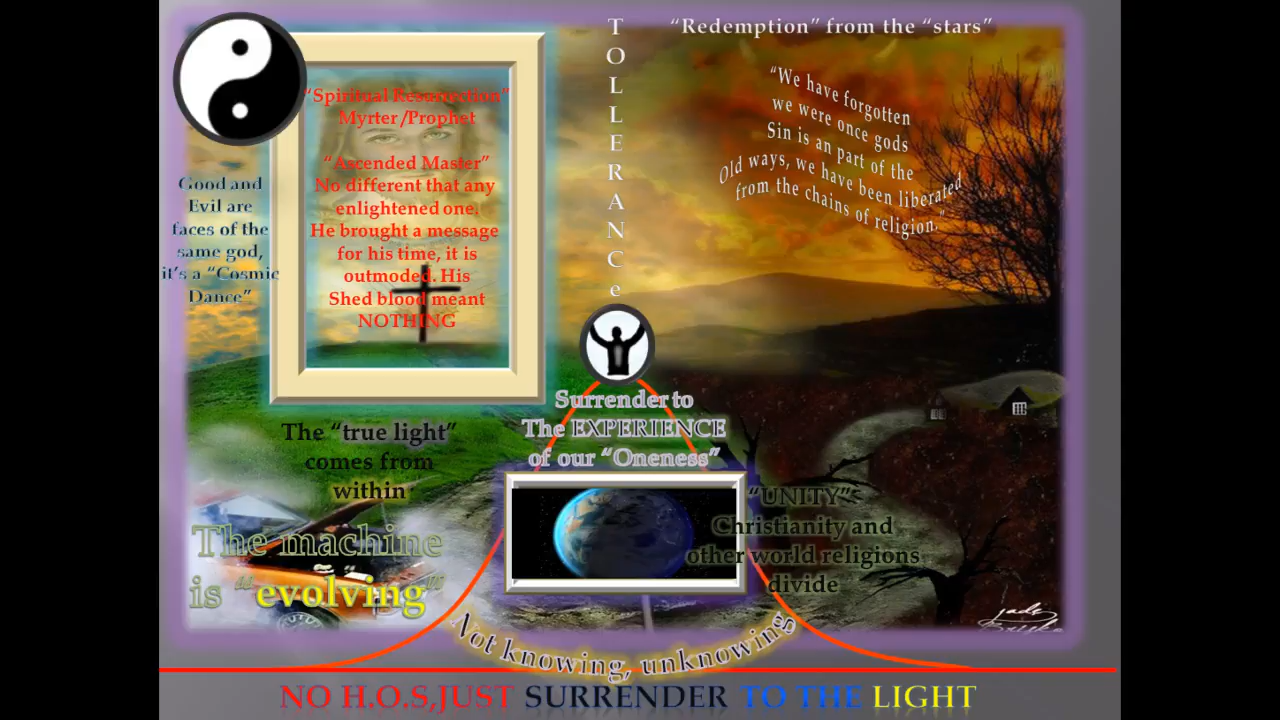 "Redemption" from the "stars"
T
O
L
L
E
R
A
N
C
e
"We have forgotten
we were once gods
Sin is an part of the
Old ways, we have been liberated
from the chains of religion."
"Spiritual Resurrection"
Myrter /Prophet
"Ascended Master"
No different that any
enlightened one.
He brought a message
for his time, it is
outmoded. His
Shed blood meant
NOTHING
Good and
Evil are
faces of the
same god,
it's a "Cosmic
Dance"
Surrender to
The EXPERIENCE
of our "Oneness"
The "true light"
comes from
within
The machine
is "evolving"
"UNITY"
Christianity and
other world religions
divide
Not knowing, unknowing
NO H.O.S,JUST SURRENDER TO THE LIGHT